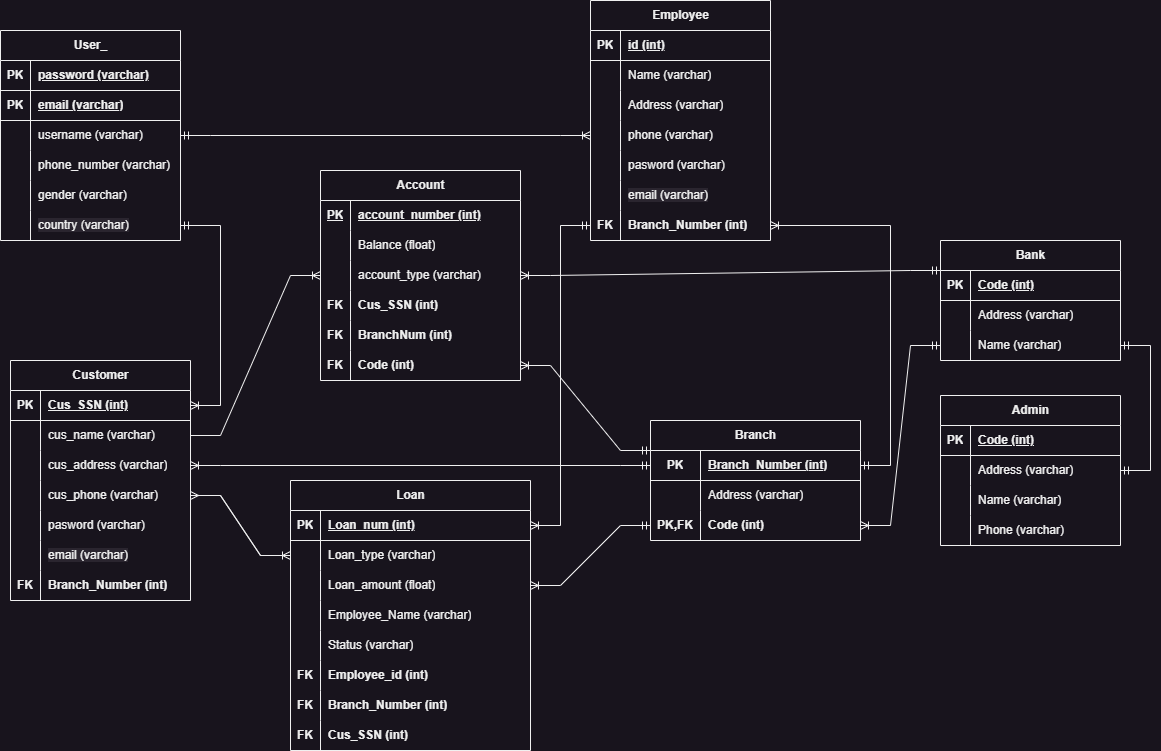 User_
PK password (varchar)
PK email (varchar)
username (varchar)
phone_number (varchar)
gender (varchar)
country (varchar)
Employee
PK id (int)
Name (varchar)
Address (varchar)
phone (varchar)
pasword (varchar)
email (varchar)
FK Branch_Number (int)
Account
PK account_number (int)
Balance (float)
account_type (varchar)
FK Cus_SSN (int)
FK BranchNum (int)
FK Code (int)
Bank
PK Code (int)
Address (varchar)
Name (varchar)
Customer
PK Cus_SSN (int)
cus_name (varchar)
cus_address (varchar)
cus_phone (varchar)
pasword (varchar)
email (varchar)
FK Branch_Number (int)
Admin
PK Code (int)
Address (varchar)
Name (varchar)
Phone (varchar)
Branch
PK Branch_Number (int)
Address (varchar)
PK,FK Code (int)
Loan
PK Loan_num (int)
Loan_type (varchar)
Loan_amount (float)
Employee_Name (varchar)
Status (varchar)
FK Employee_id (int)
FK Branch_Number (int)
FK Cus_SSN (int)